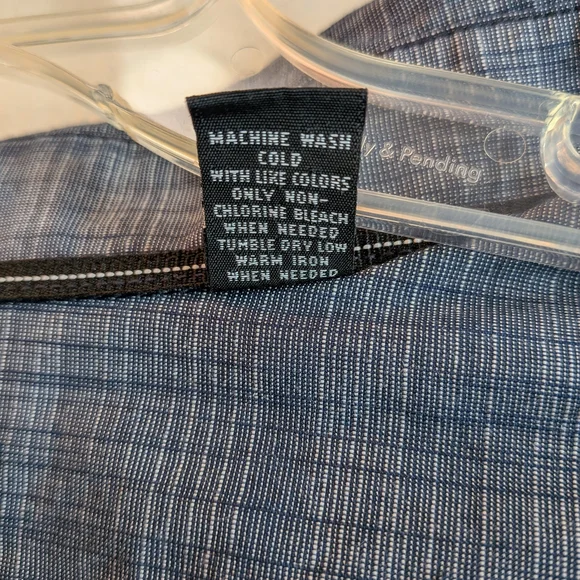 MACHINE WASH
COLD
WITH LIKE COLORS
ONLY NON-
CHLORINE BLEACH
WHEN NEEDED
TUMBLE DRY LOW
WARM IRON
WHEN NEEDED
& Pending